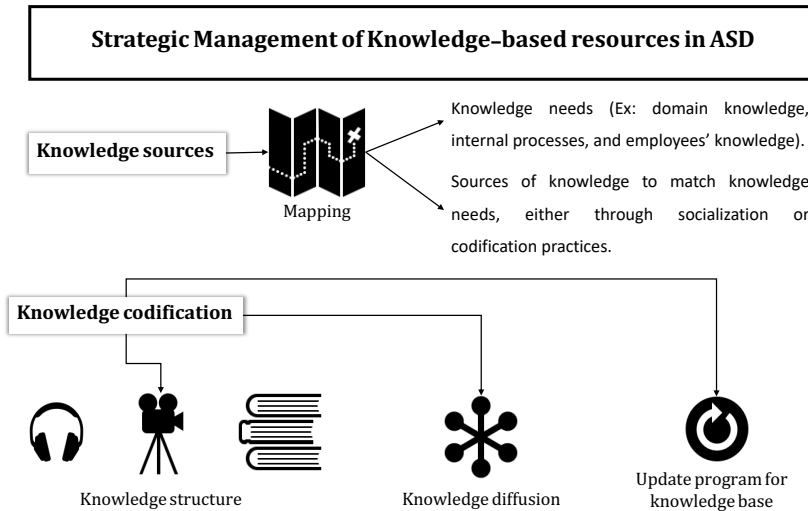 Strategic Management of Knowledge–based resources in ASD
Knowledge needs (Ex: domain knowledge,
internal processes, and employees’ knowledge).
Knowledge sources
Sources of knowledge to match knowledge
needs, either through socialization or
codification practices.
Mapping
Knowledge codification
Knowledge structure
Knowledge diffusion
Update program for
knowledge base